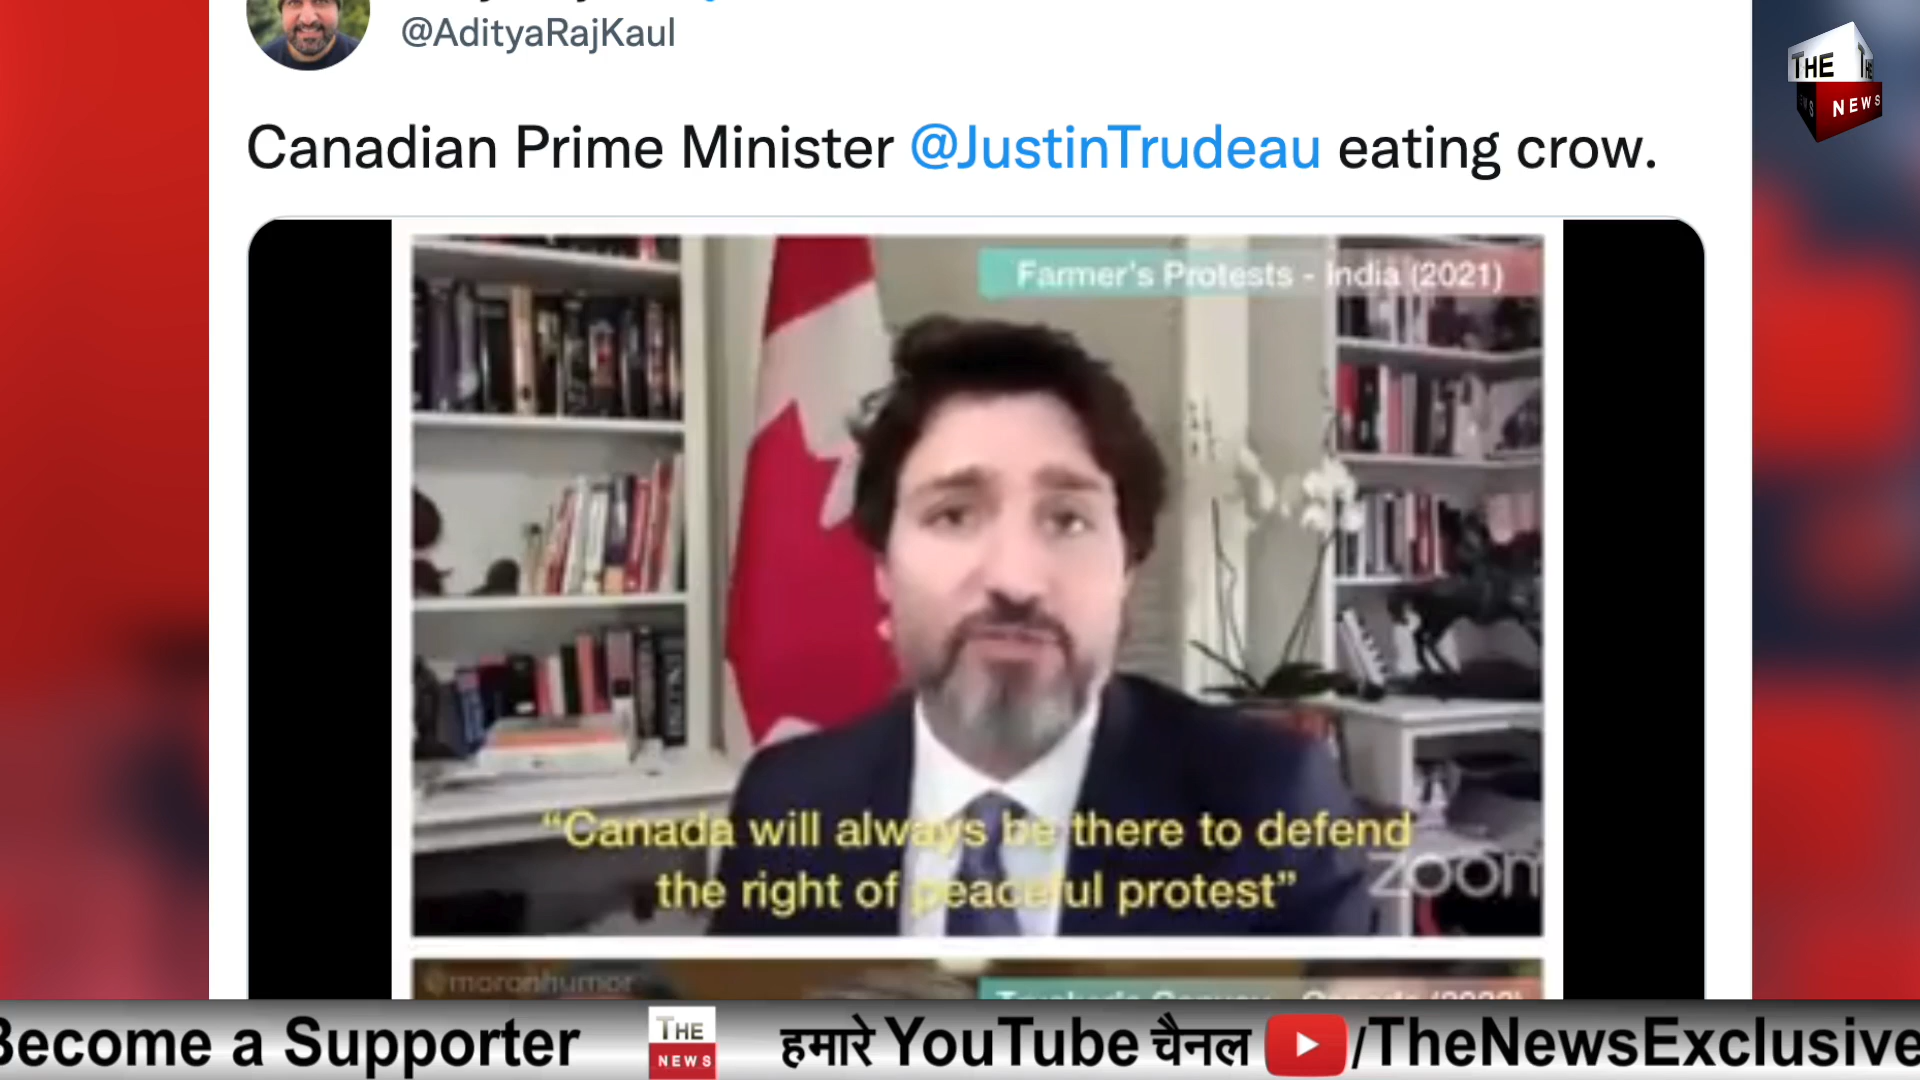 @AdityaRajKaul
THE
NEWS
Canadian Prime Minister @JustinTrudeau eating crow.
Farmer's Protests - India (2021)
“Canada will always be there to defend
the right of peaceful protest”
zoom
@moronhumor
Become a Supporter THE NEWS हमारे YouTube चैनल /TheNewsExclusive